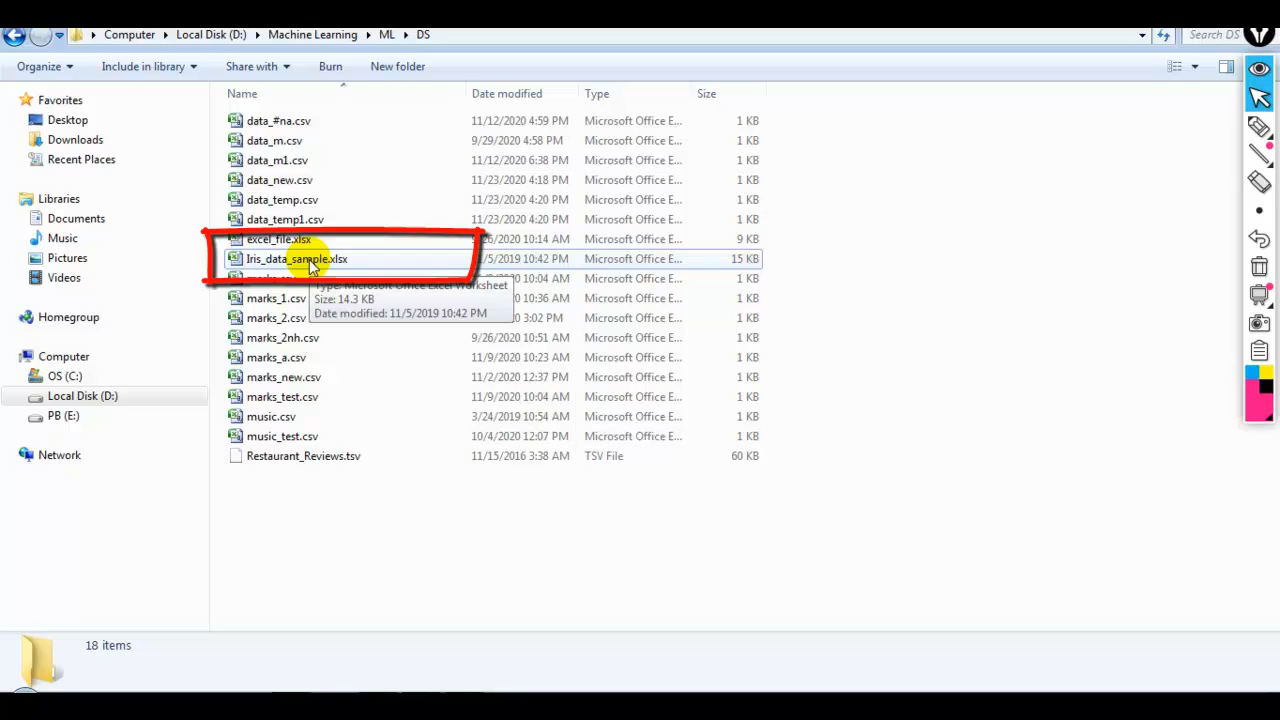 Computer Local Disk (D:) Machine Learning ML DS Search DS
Organize Include in library Share with Burn New folder
Name Date modified Type Size
Favorites
Desktop
Downloads
Recent Places
Libraries
Documents
Music
Pictures
Videos
Homegroup
Computer
OS (C:)
Local Disk (D:)
PB (E:)
Network
data_#na.csv 11/12/2020 4:59 PM Microsoft Office E... 1 KB
data_m.csv 9/29/2020 4:58 PM Microsoft Office E... 1 KB
data_m1.csv 11/12/2020 6:38 PM Microsoft Office E... 1 KB
data_new.csv 11/23/2020 4:18 PM Microsoft Office E... 1 KB
data_temp.csv 11/23/2020 4:20 PM Microsoft Office E... 1 KB
data_temp1.csv 11/23/2020 4:20 PM Microsoft Office E... 1 KB
excel_file.xlsx 10:14 AM Microsoft Office E... 9 KB
Iris_data_sample.xlsx 10:42 PM Microsoft Office E... 15 KB
10:04 AM Microsoft Office E... 1 KB
marks_1.csv 10:36 AM Microsoft Office E... 1 KB
marks_2.csv 3:02 PM Microsoft Office E... 1 KB
Type: Microsoft Office Excel Worksheet
Size: 14.3 KB
Date modified: 11/5/2019 10:42 PM
marks_2nh.csv 9/26/2020 10:51 AM Microsoft Office E... 1 KB
marks_a.csv 11/9/2020 10:23 AM Microsoft Office E... 1 KB
marks_new.csv 11/2/2020 12:37 PM Microsoft Office E... 1 KB
marks_test.csv 11/9/2020 10:04 AM Microsoft Office E... 1 KB
music.csv 3/24/2019 10:54 AM Microsoft Office E... 1 KB
music_test.csv 10/4/2020 12:07 PM Microsoft Office E... 1 KB
Restaurant_Reviews.tsv 11/15/2016 3:38 AM TSV File 60 KB
18 items